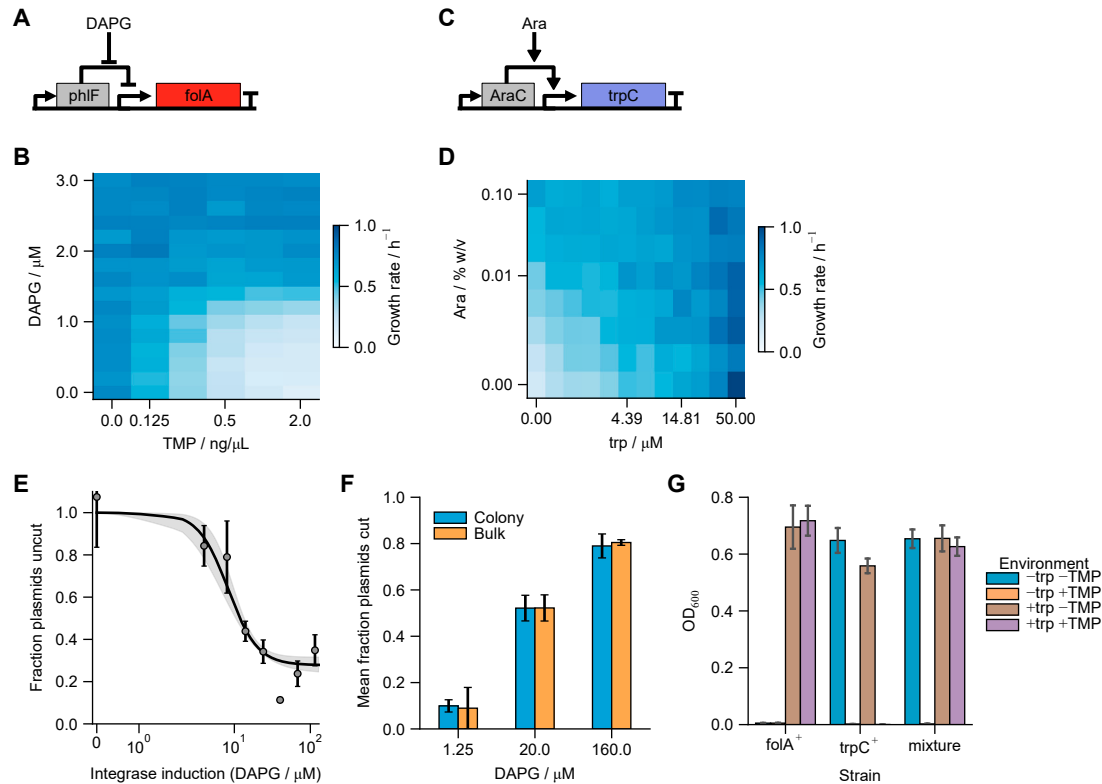 A
DAPG
phlF
folA
C
Ara
AraC
trpC
B
3.0
2.0
1.0
0.0
DAPG / μM
0.0 0.125 0.5 2.0
TMP / ng/μL
1.0
0.5
0.0
Growth rate / h⁻¹
D
0.10
0.01
0.00
Ara / % w/v
0.00 4.39 14.81 50.00
trp / μM
1.0
0.5
0.0
Growth rate / h⁻¹
E
1.0
0.8
0.6
0.4
0.2
0.0
Fraction plasmids uncut
0 10⁰ 10¹ 10²
Integrase induction (DAPG / μM)
F
1.0
0.8
0.6
0.4
0.2
0.0
Mean fraction plasmids cut
Colony
Bulk
1.25 20.0 160.0
DAPG / μM
G
0.8
0.6
0.4
0.2
0.0
OD₆₀₀
folA⁺ trpC⁺ mixture
Strain
Environment
−trp −TMP
−trp +TMP
+trp −TMP
+trp +TMP